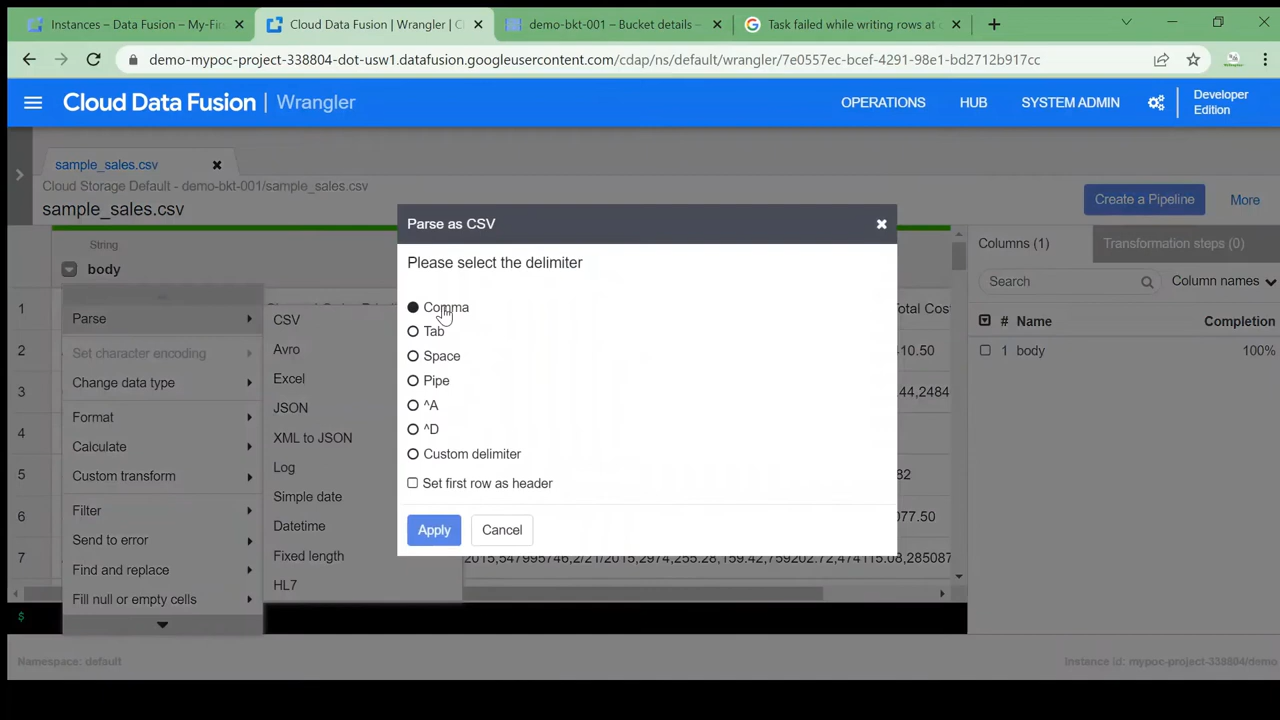 Instances – Data Fusion – My-Fir
Cloud Data Fusion | Wrangler | C
demo-bkt-001 – Bucket details –
Task failed while writing rows at
demo-mypoc-project-338804-dot-usw1.datafusion.googleusercontent.com/cdap/ns/default/wrangler/7e0557ec-bcef-4291-98e1-bd2712b917cc
Cloud Data Fusion | Wrangler
OPERATIONS
HUB
SYSTEM ADMIN
Developer
Edition
sample_sales.csv
Cloud Storage Default - demo-bkt-001/sample_sales.csv
sample_sales.csv
Create a Pipeline
More
String
body
1
2
3
4
5
6
7
Parse
Set character encoding
Change data type
Format
Calculate
Custom transform
Filter
Send to error
Find and replace
Fill null or empty cells
CSV
Avro
Excel
JSON
XML to JSON
Log
Simple date
Datetime
Fixed length
HL7
Parse as CSV
Please select the delimiter
Comma
Tab
Space
Pipe
^A
^D
Custom delimiter
Set first row as header
Apply
Cancel
Total Cos
10.50
44,2484
82
077.50
2015,547995746,2/21/2015,2974,255.28,159.42,759202.72,474115.08,285087
Columns (1)
Transformation steps (0)
Search
Column names
# Name
Completion
1 body
100%
$
Namespace: default
Instance id: mypoc-project-338804/demo